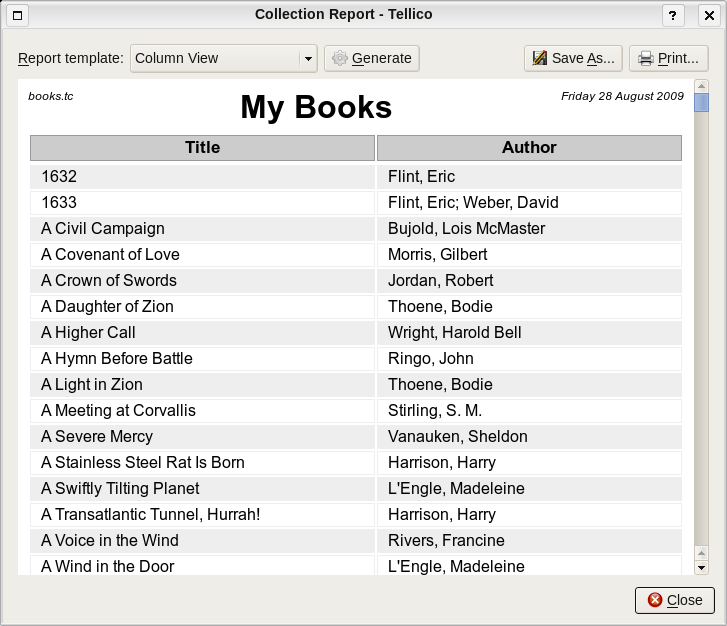 Collection Report - Tellico
?
Report template: Column View Generate Save As... Print...
books.tc My Books Friday 28 August 2009
Title Author
1632 Flint, Eric
1633 Flint, Eric; Weber, David
A Civil Campaign Bujold, Lois McMaster
A Covenant of Love Morris, Gilbert
A Crown of Swords Jordan, Robert
A Daughter of Zion Thoene, Bodie
A Higher Call Wright, Harold Bell
A Hymn Before Battle Ringo, John
A Light in Zion Thoene, Bodie
A Meeting at Corvallis Stirling, S. M.
A Severe Mercy Vanauken, Sheldon
A Stainless Steel Rat Is Born Harrison, Harry
A Swiftly Tilting Planet L'Engle, Madeleine
A Transatlantic Tunnel, Hurrah! Harrison, Harry
A Voice in the Wind Rivers, Francine
A Wind in the Door L'Engle, Madeleine
Close